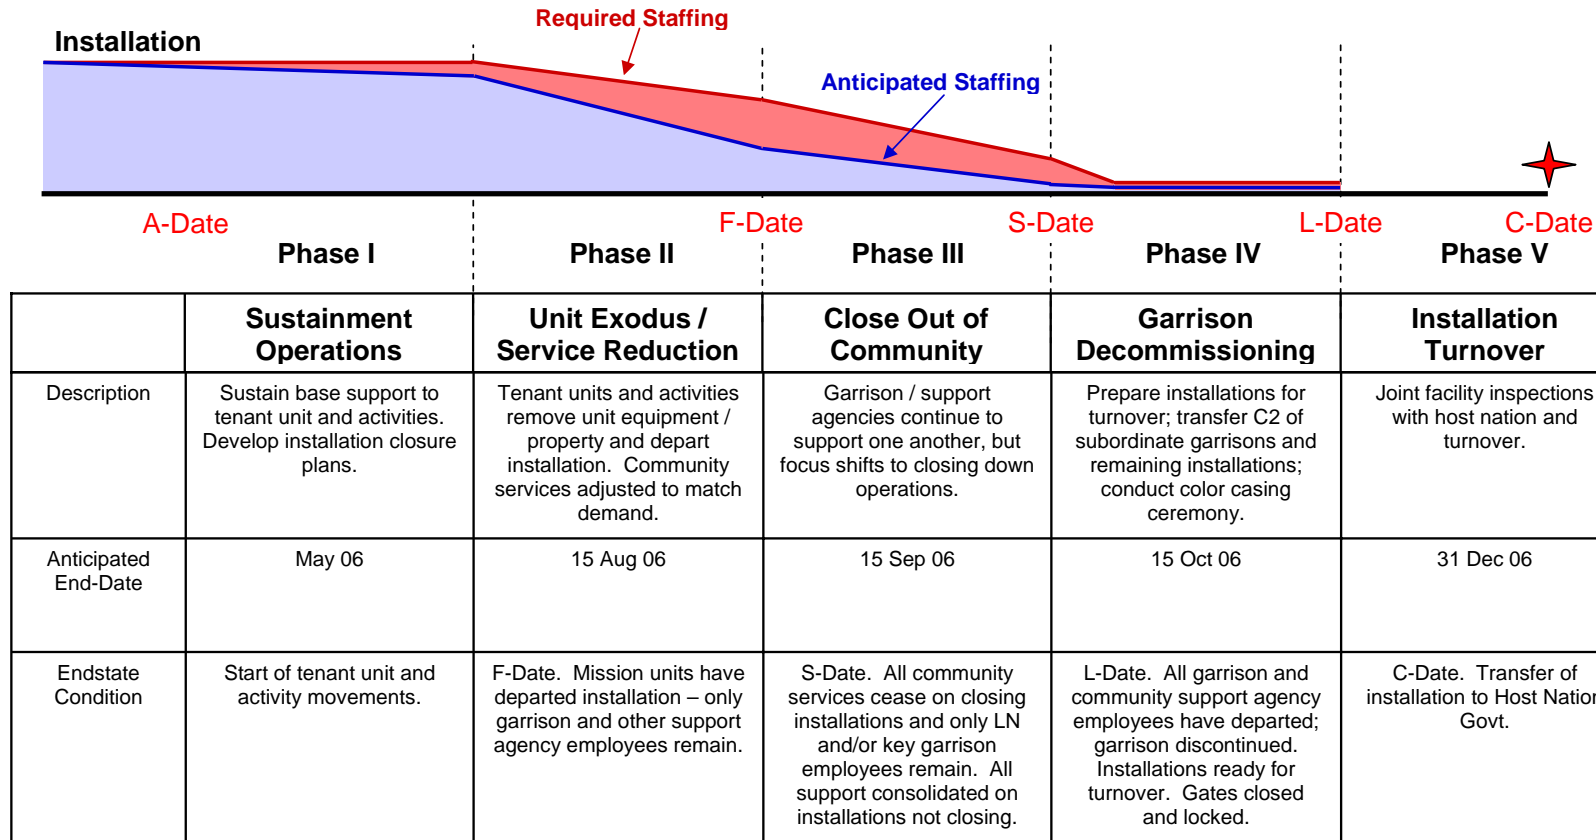 Required Staffing
Installation
Anticipated Staffing
A-Date
F-Date
S-Date
L-Date
C-Date
Phase I
Phase II
Phase III
Phase IV
Phase V
Sustainment
Operations
Unit Exodus /
Service Reduction
Close Out of
Community
Garrison
Decommissioning
Installation
Turnover
Description
Sustain base support to
tenant unit and activities.
Develop installation closure
plans.
Tenant units and activities
remove unit equipment /
property and depart
installation.  Community
services adjusted to match
demand.
Garrison / support
agencies continue to
support one another, but
focus shifts to closing down
operations.
Prepare installations for
turnover; transfer C2 of
subordinate garrisons and
remaining installations;
conduct color casing
ceremony.
Joint facility inspections
with host nation and
turnover.
Anticipated
End-Date
May 06
15 Aug 06
15 Sep 06
15 Oct 06
31 Dec 06
Endstate
Condition
Start of tenant unit and
activity movements.
F-Date.  Mission units have
departed installation – only
garrison and other support
agency employees remain.
S-Date.  All community
services cease on closing
installations and only LN
and/or key garrison
employees remain.  All
support consolidated on
installations not closing.
L-Date.  All garrison and
community support agency
employees have departed;
garrison discontinued.
Installations ready for
turnover.  Gates closed
and locked.
C-Date.  Transfer of
installation to Host Nation
Govt.